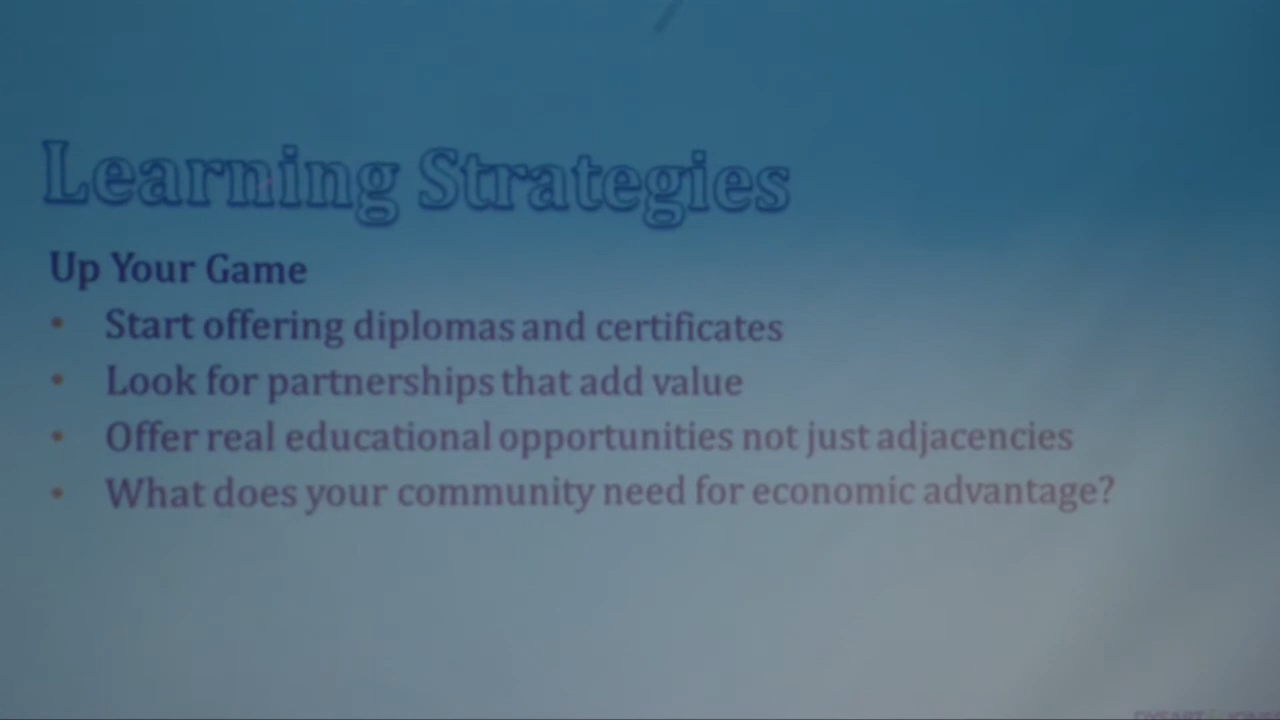 Learning Strategies
Up Your Game
• Start offering diplomas and certificates
• Look for partnerships that add value
• Offer real educational opportunities not just adjacencies
• What does your community need for economic advantage?